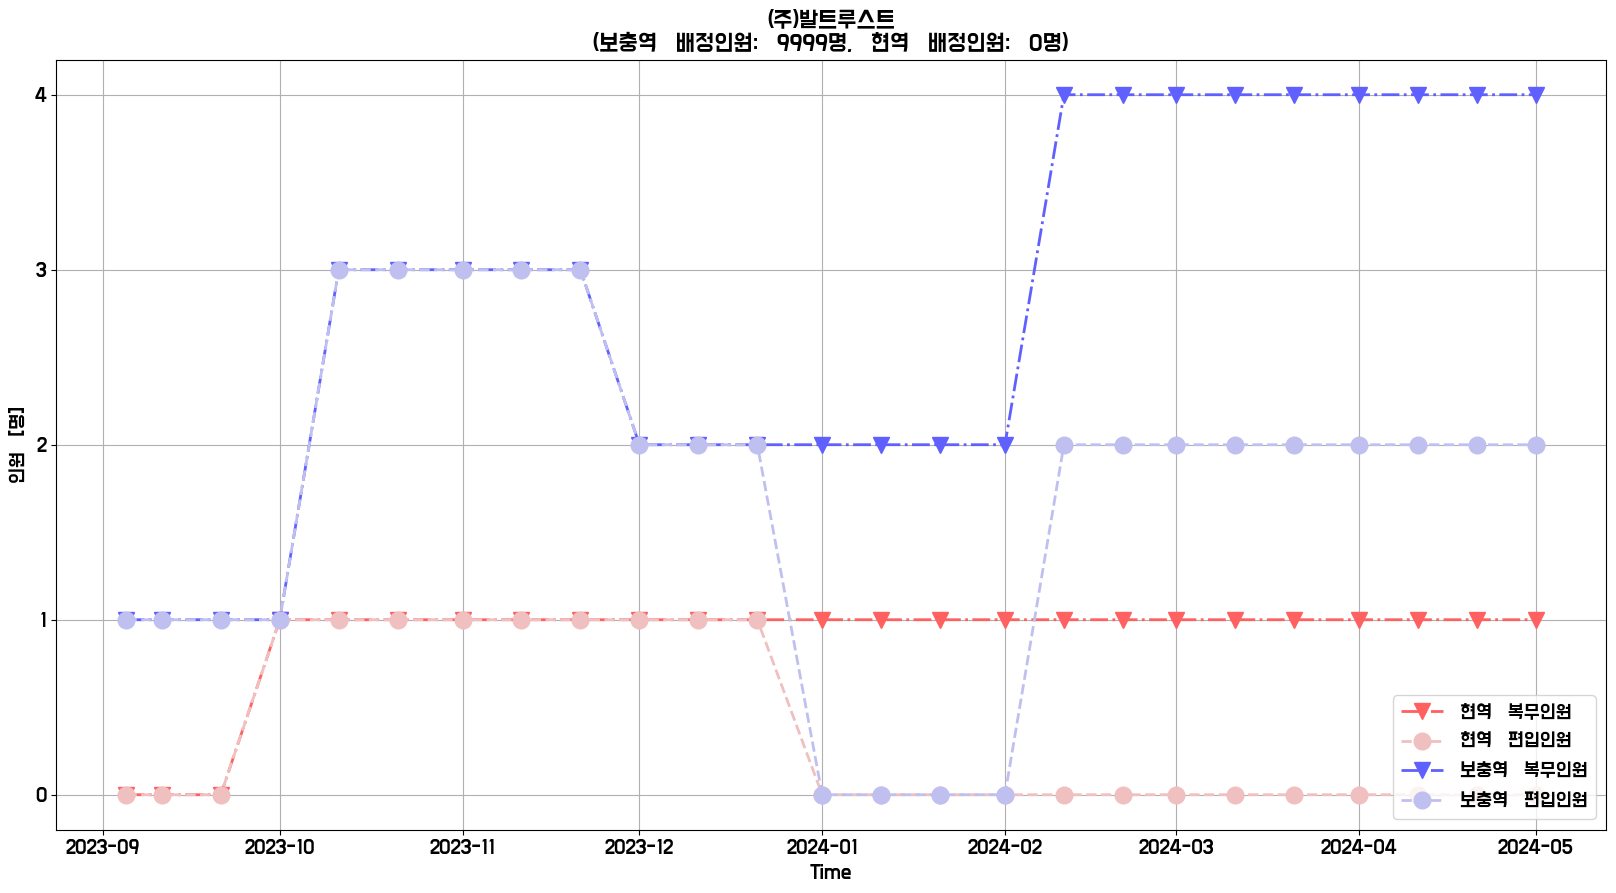 (주)발트루스트
(보충역 배정인원: 9999명, 현역 배정인원: 0명)
4
3
2
1
0
인원 [명]
2023-09
2023-10
2023-11
2023-12
2024-01
2024-02
2024-03
2024-04
2024-05
Time
현역 복무인원
현역 편입인원
보충역 복무인원
보충역 편입인원